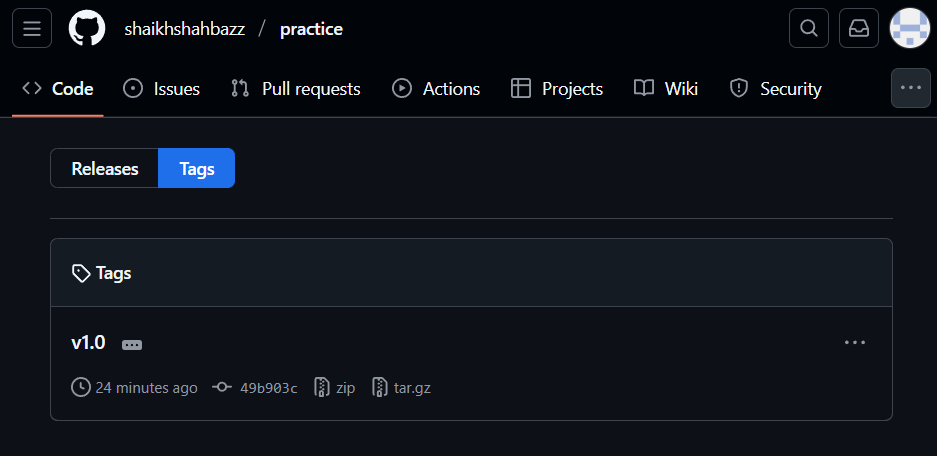 shaikhshahbazz / practice
Code Issues Pull requests Actions Projects Wiki Security
Releases Tags
Tags
v1.0
24 minutes ago 49b903c zip tar.gz